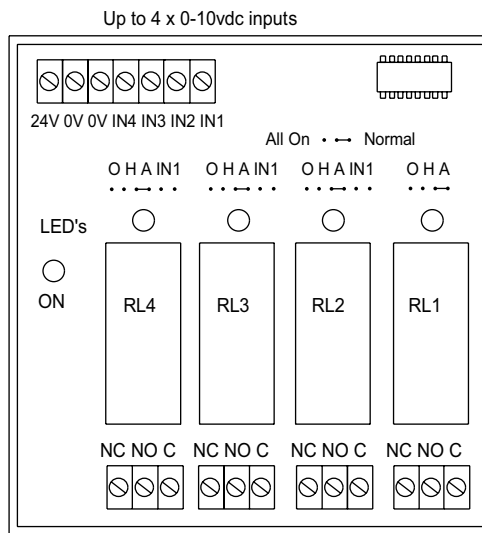 Up to 4 x 0-10vdc inputs
24V 0V 0V IN4 IN3 IN2 IN1
All On Normal
O H A IN1 O H A IN1 O H A IN1 O H A
LED's
ON
RL4 RL3 RL2 RL1
NC NO C NC NO C NC NO C NC NO C